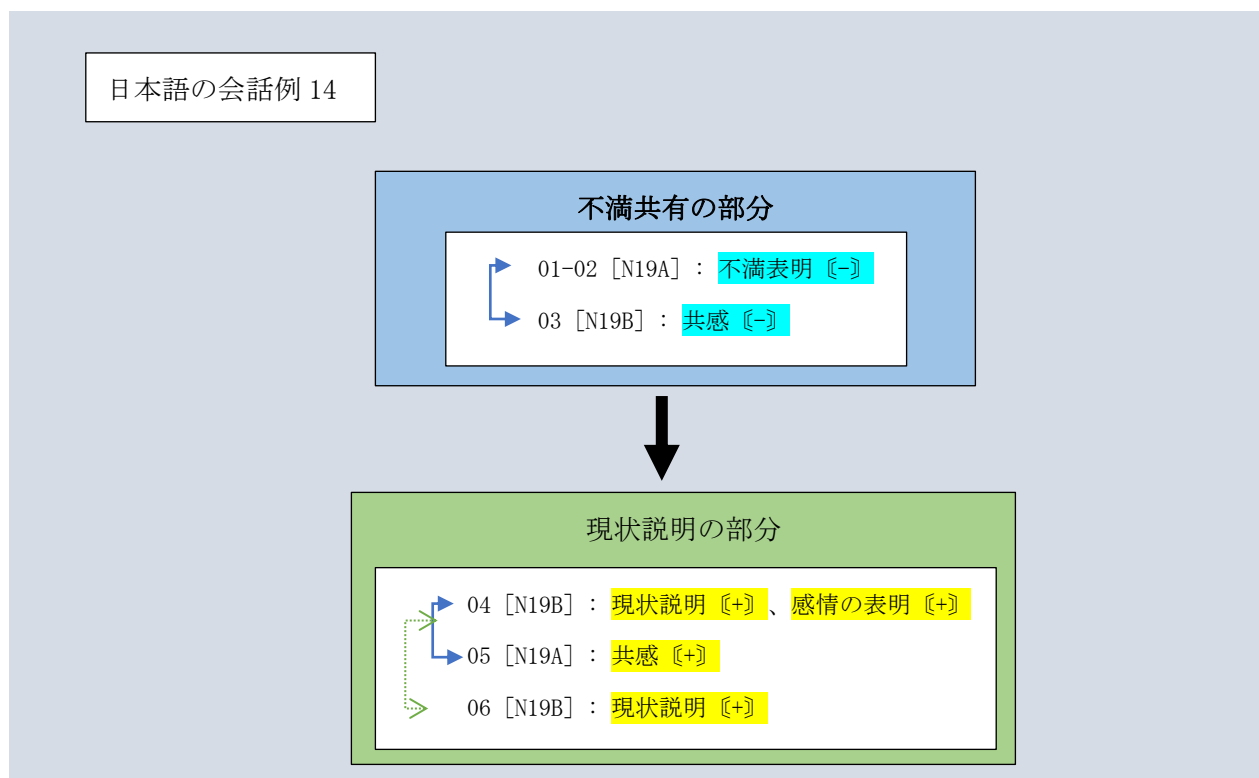 日本語の会話例 14
不満共有の部分
01-02［N19A］：不満表明〔-〕
03［N19B］：共感〔-〕
現状説明の部分
04［N19B］：現状説明〔+〕、感情の表明〔+〕
05［N19A］：共感〔+〕
06［N19B］：現状説明〔+〕